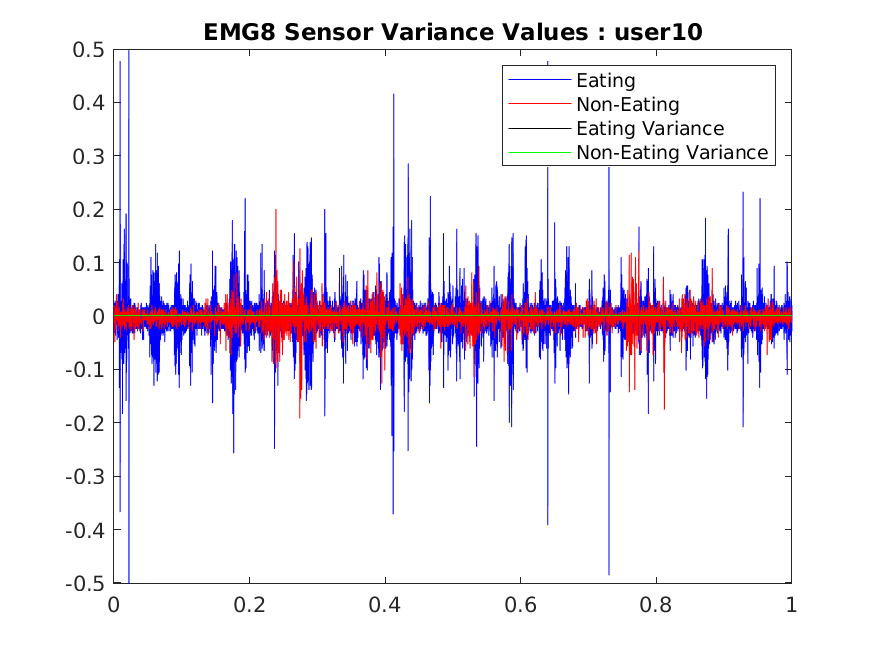 EMG8 Sensor Variance Values : user10
0.5
0.4
0.3
0.2
0.1
0
-0.1
-0.2
-0.3
-0.4
-0.5
Eating
Non-Eating
Eating Variance
Non-Eating Variance
0 0.2 0.4 0.6 0.8 1